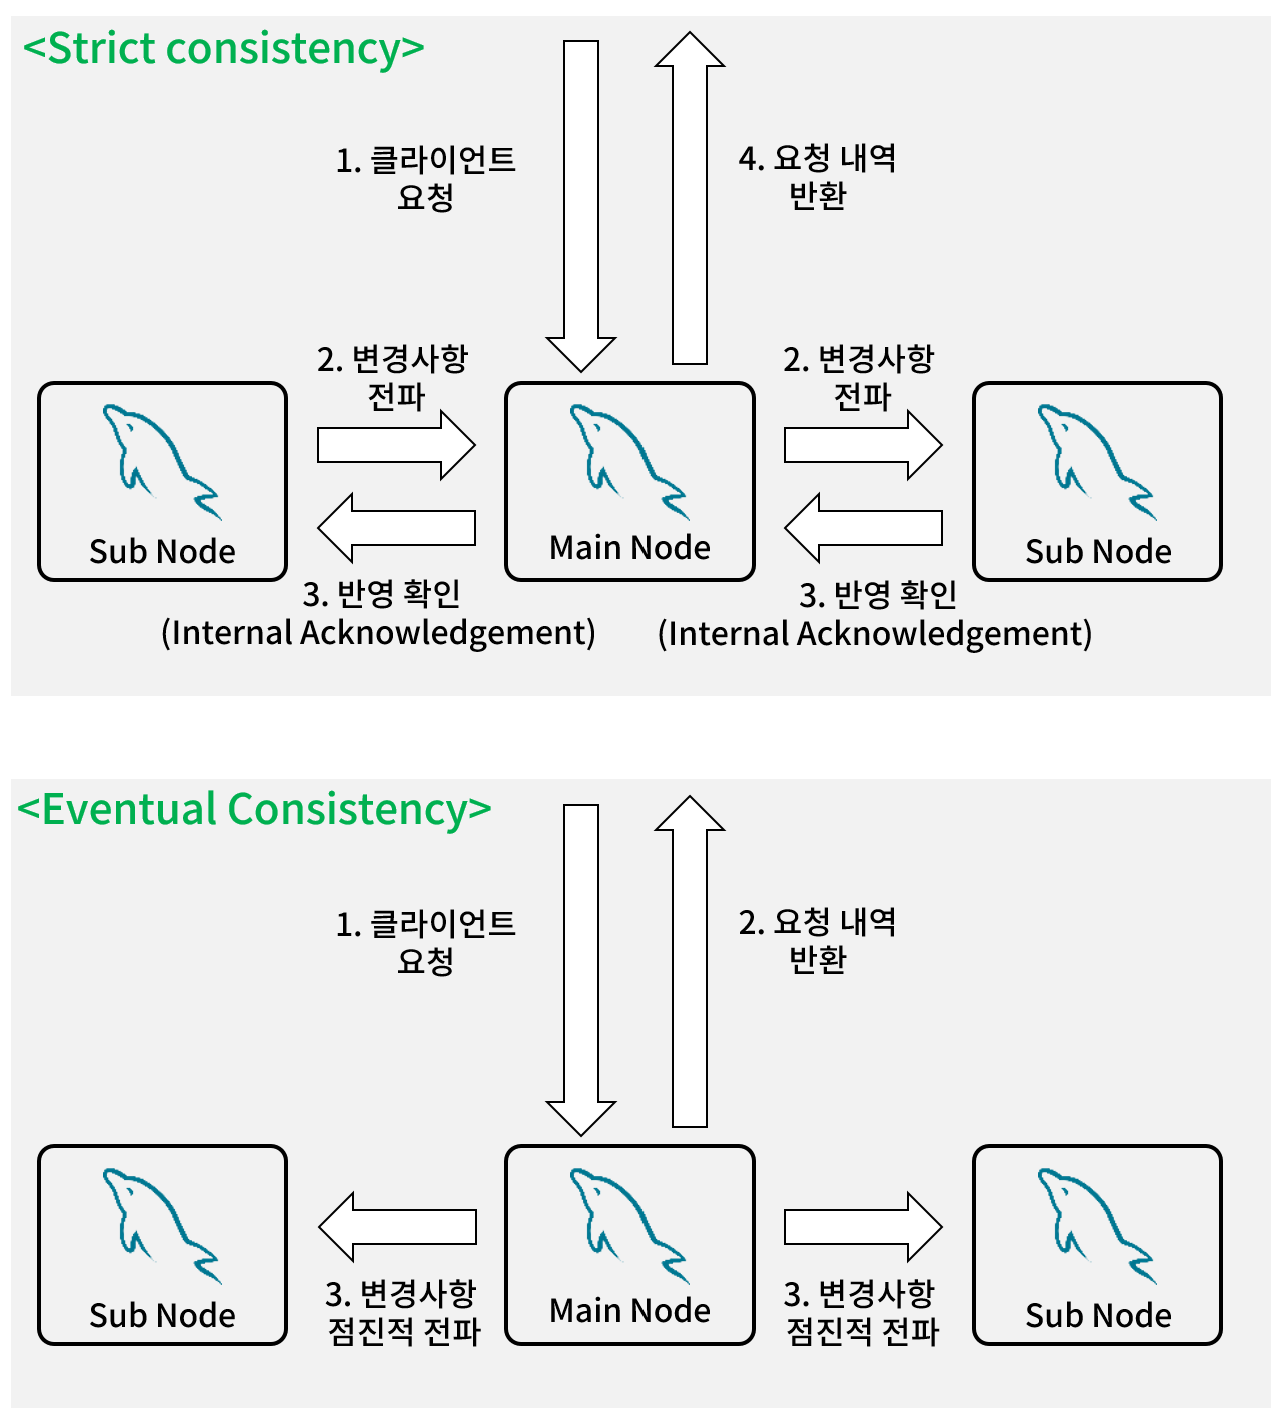 <Strict consistency>
1. 클라이언트
요청
4. 요청 내역
반환
2. 변경사항
전파
2. 변경사항
전파
Sub Node
Main Node
Sub Node
3. 반영 확인
(Internal Acknowledgement)
3. 반영 확인
(Internal Acknowledgement)
<Eventual Consistency>
1. 클라이언트
요청
2. 요청 내역
반환
Sub Node
Main Node
Sub Node
3. 변경사항
점진적 전파
3. 변경사항
점진적 전파